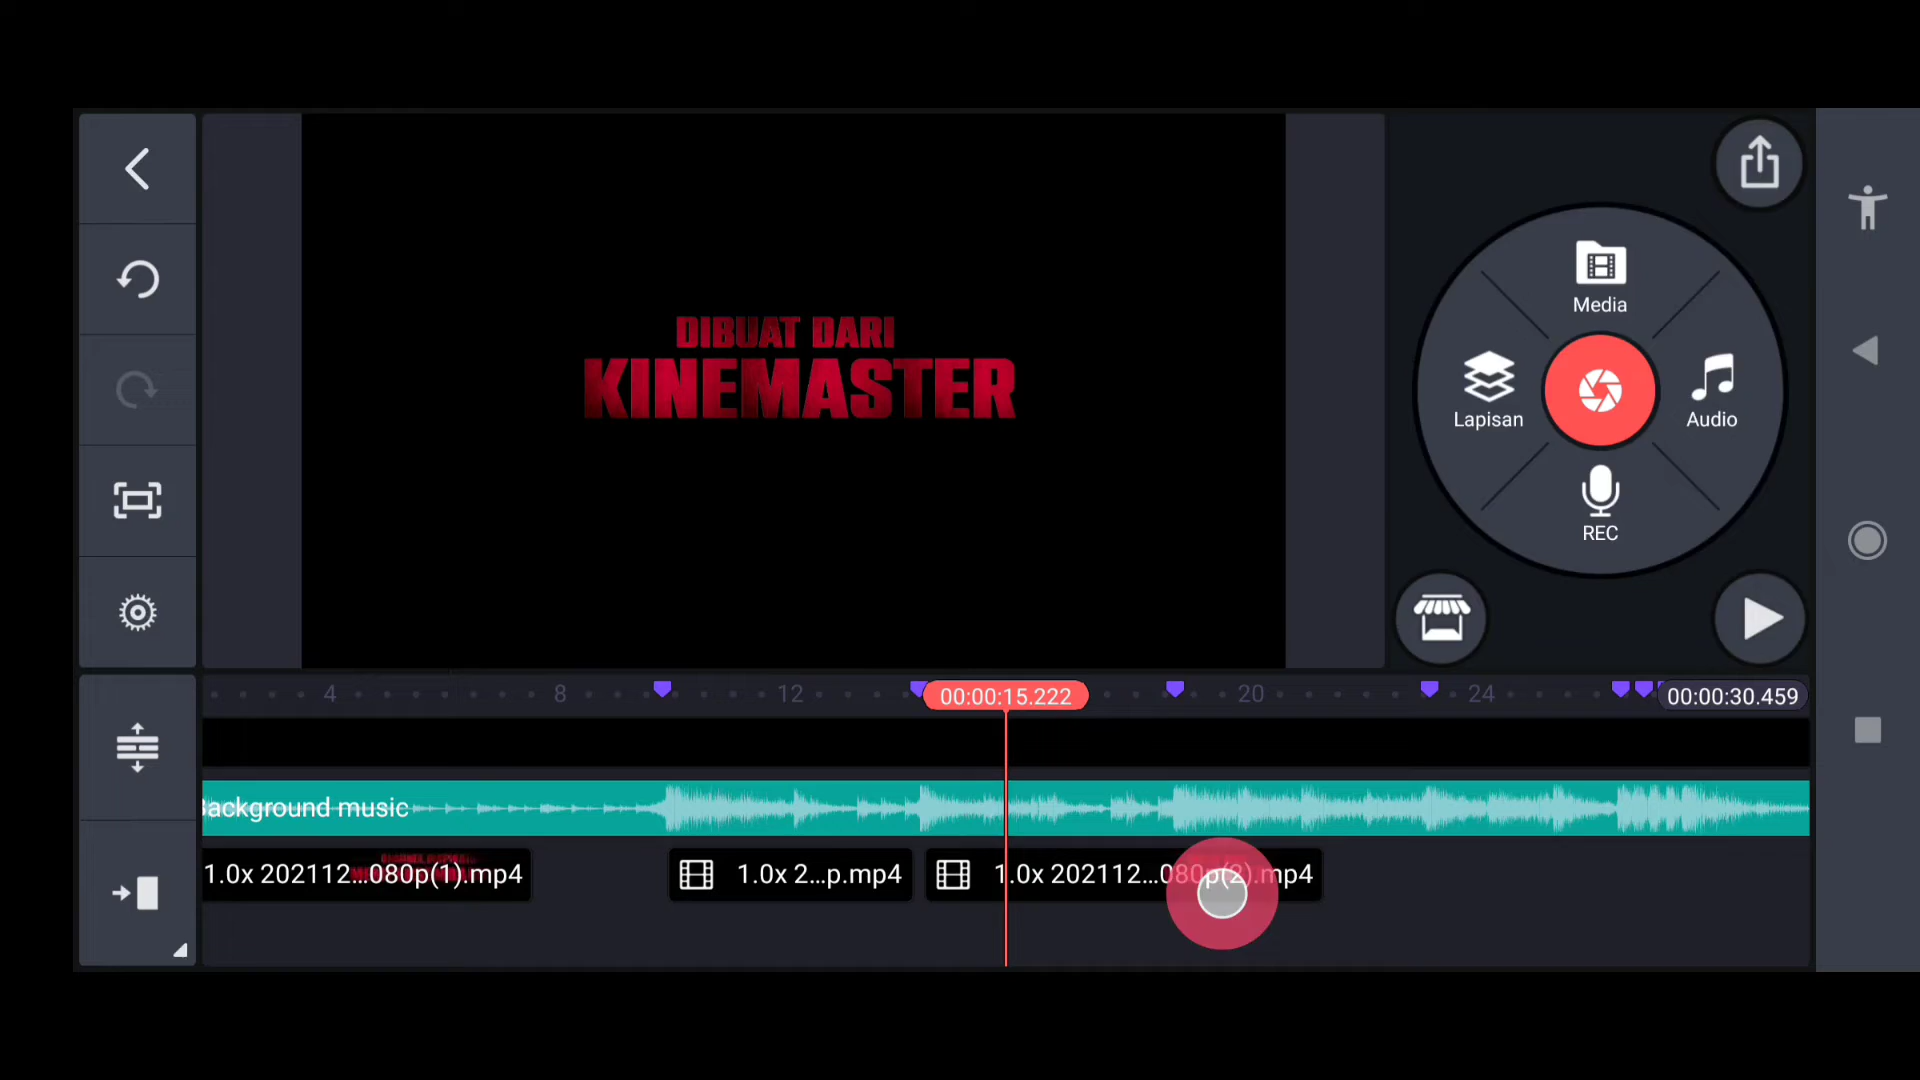 DIBUAT DARI
KINEMASTER
Media
Lapisan
Audio
REC
4
8
12
00:00:15.222
20
24
00:00:30.459
Background music
1.0x 202112...080p(1).mp4
1.0x 2...p.mp4
1.0x 202112...080p(2).mp4